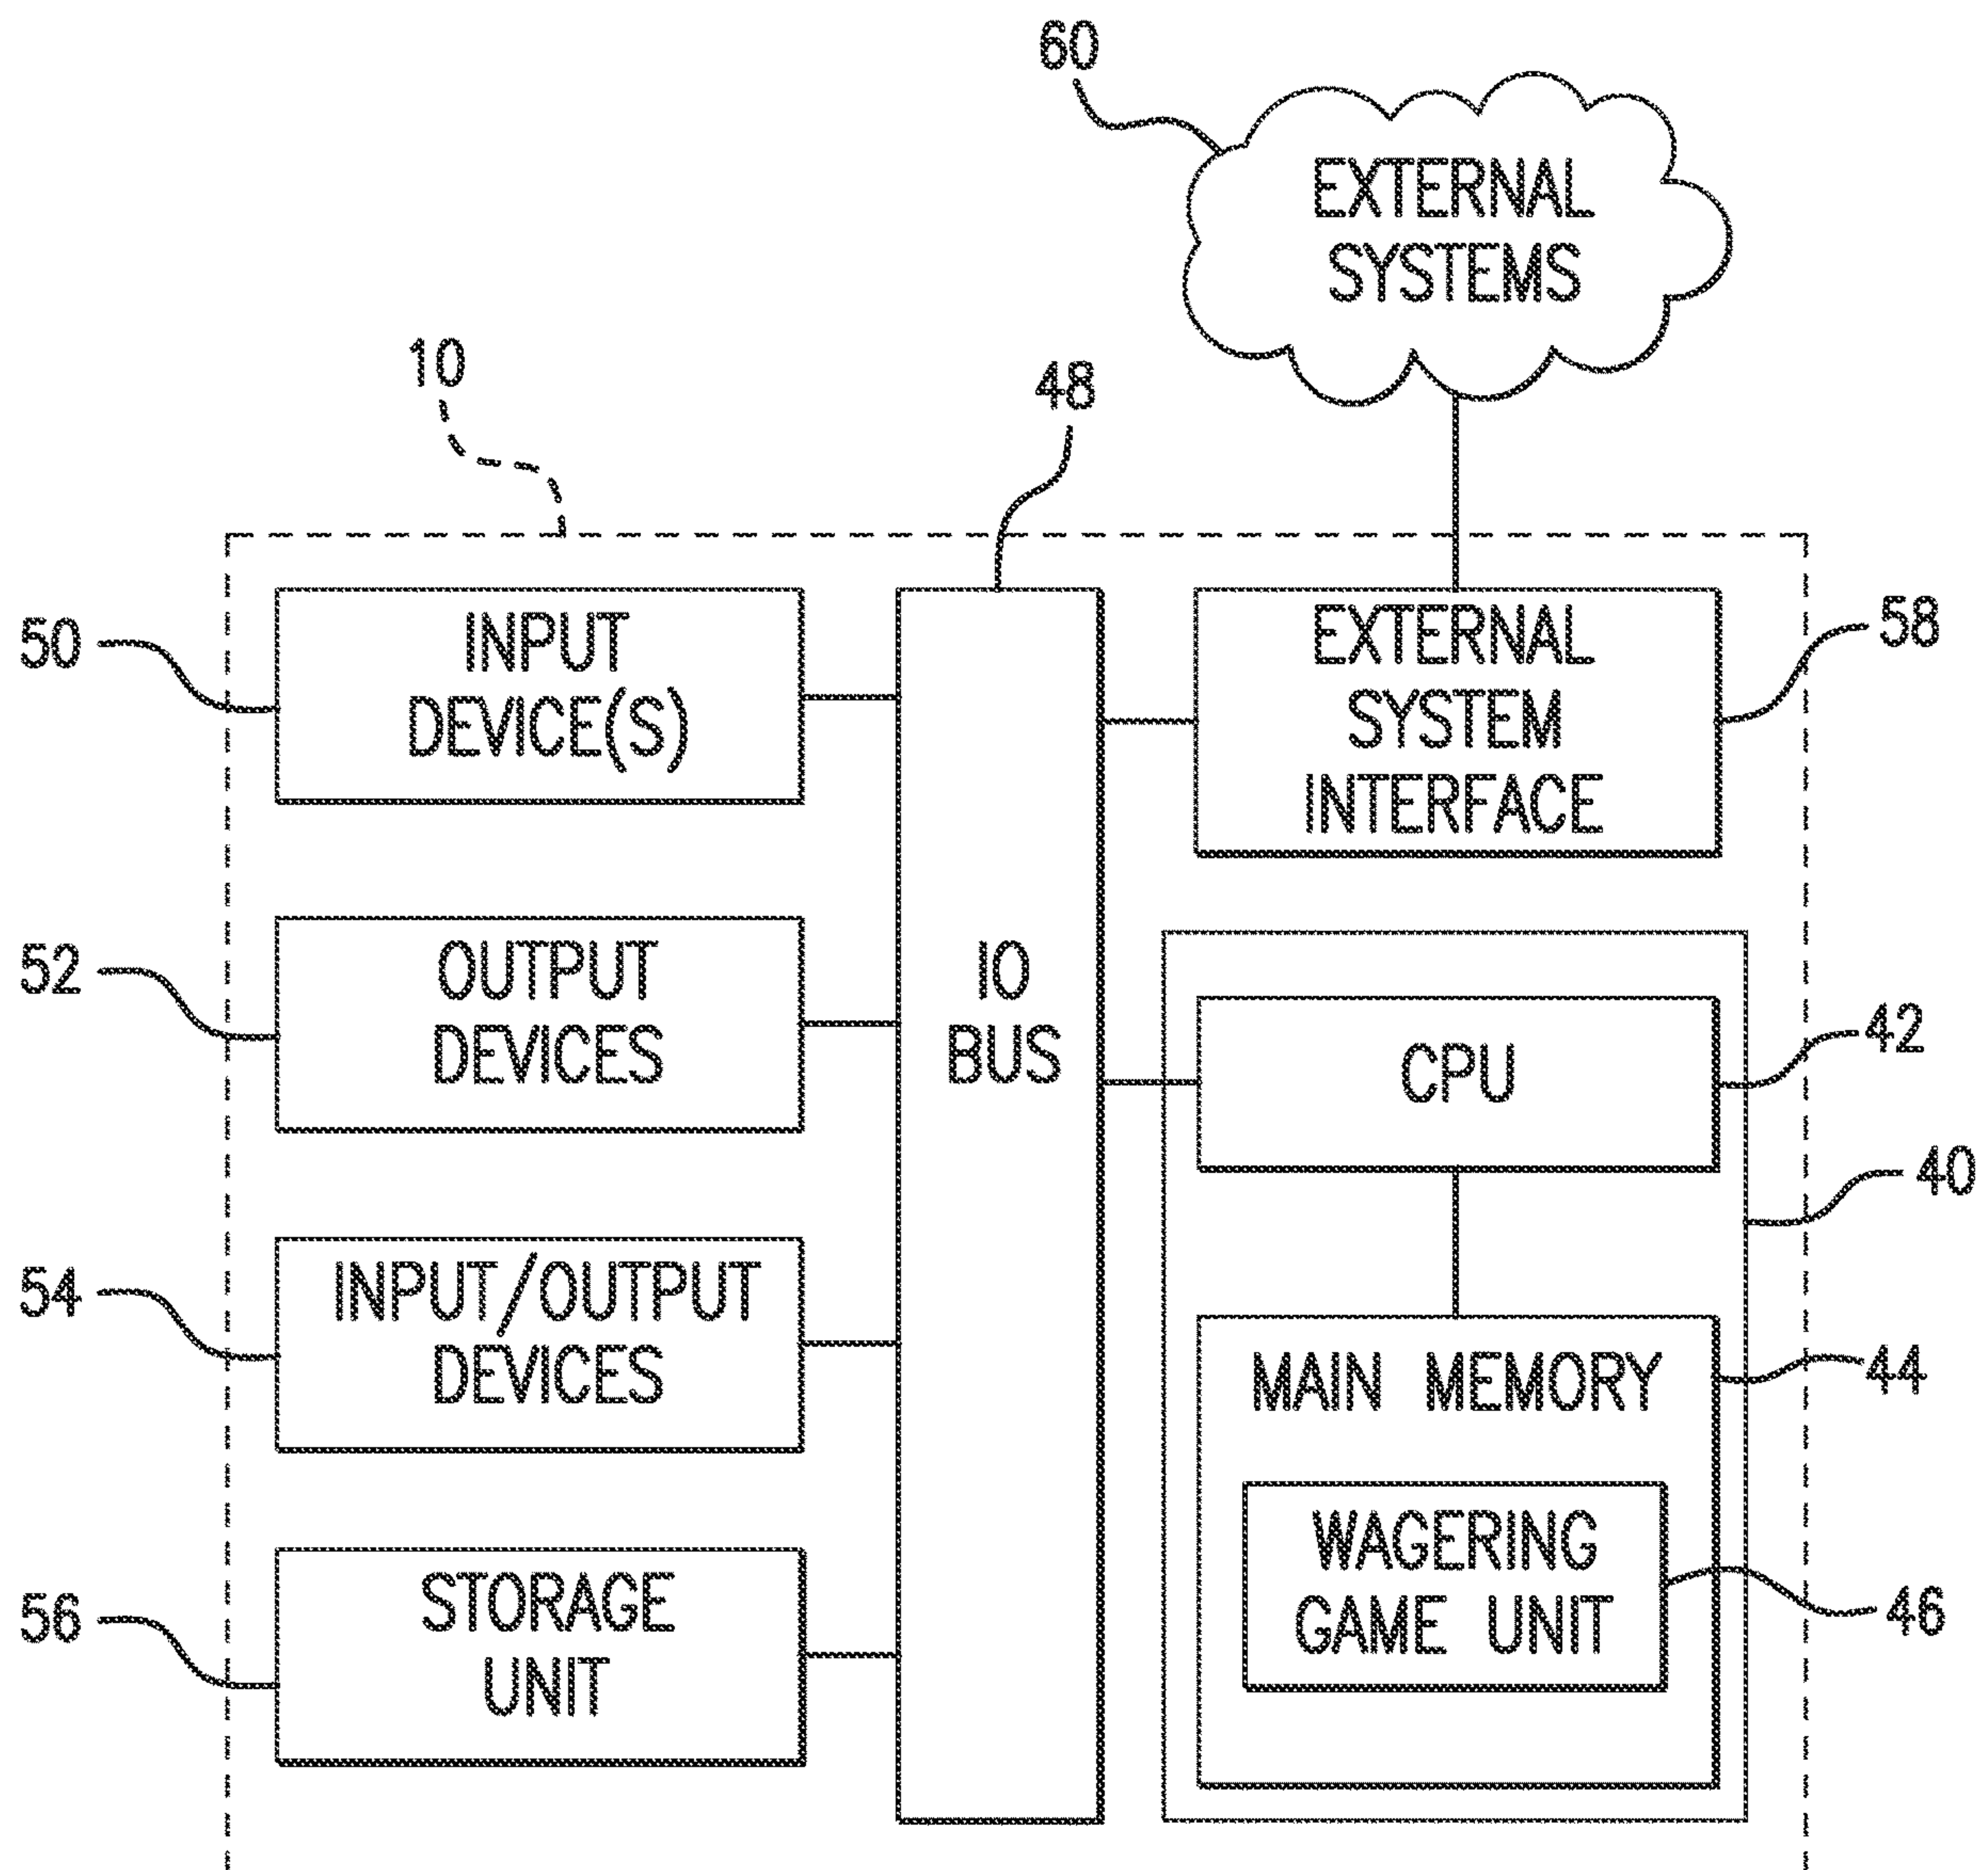 60
EXTERNAL
SYSTEMS
10
48
50
INPUT
DEVICE(S)
EXTERNAL
SYSTEM
INTERFACE
58
52
OUTPUT
DEVICES
IO
BUS
CPU
42
40
54
INPUT/OUTPUT
DEVICES
MAIN MEMORY
44
56
STORAGE
UNIT
WAGERING
GAME UNIT
46